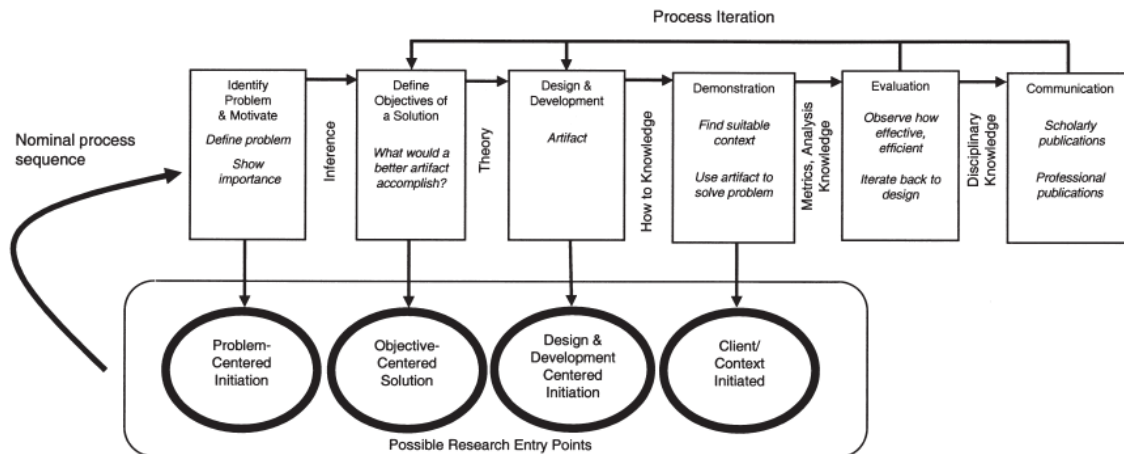 Process Iteration
Nominal process
sequence
Identify
Problem
& Motivate
Define problem
Show
importance
Inference
Define
Objectives of
a Solution
What would a
better artifact
accomplish?
Theory
Design &
Development
Artifact
How to Knowledge
Demonstration
Find suitable
context
Use artifact to
solve problem
Metrics, Analysis
Knowledge
Evaluation
Observe how
effective,
efficient
Iterate back to
design
Disciplinary
Knowledge
Communication
Scholarly
publications
Professional
publications
Problem-
Centered
Initiation
Objective-
Centered
Solution
Design &
Development
Centered
Initiation
Client/
Context
Initiated
Possible Research Entry Points